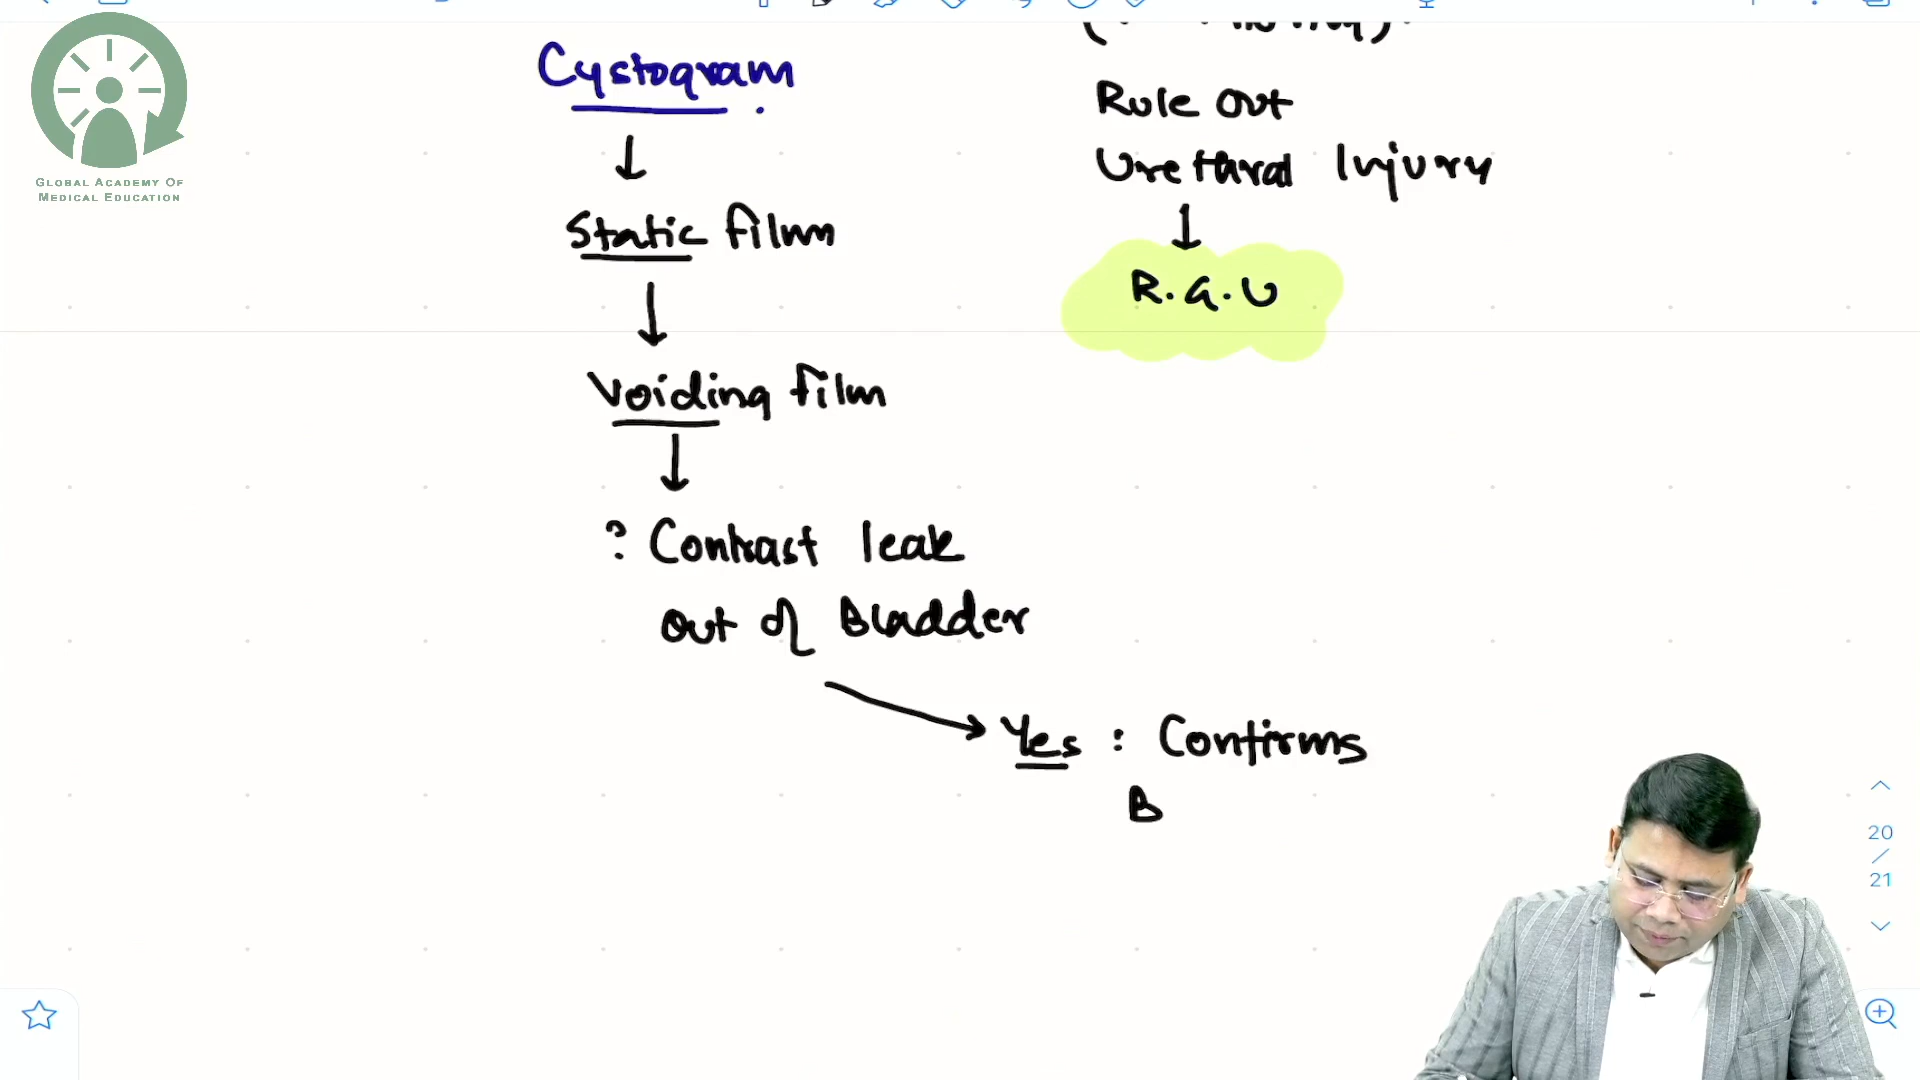 GLOBAL ACADEMY OF
MEDICAL EDUCATION
Cystogram
Static film
Voiding film
? Contrast leak
out of Bladder
Yes : Confirms
B
Rule out
Urethral Injury
R.G.U
20
/
21